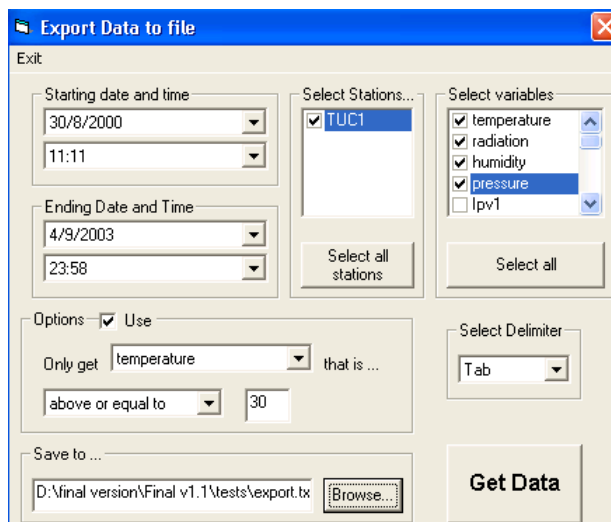 Export Data to file
Exit
Starting date and time
30/8/2000
11:11
Ending Date and Time
4/9/2003
23:58
Select Stations...
TUC1
Select all
stations
Select variables
temperature
radiation
humidity
pressure
Ipv1
Select all
Options Use
Only get temperature that is ...
above or equal to 30
Select Delimiter
Tab
Save to ...
D:\final version\Final v1.1\tests\export.tx Browse...
Get Data